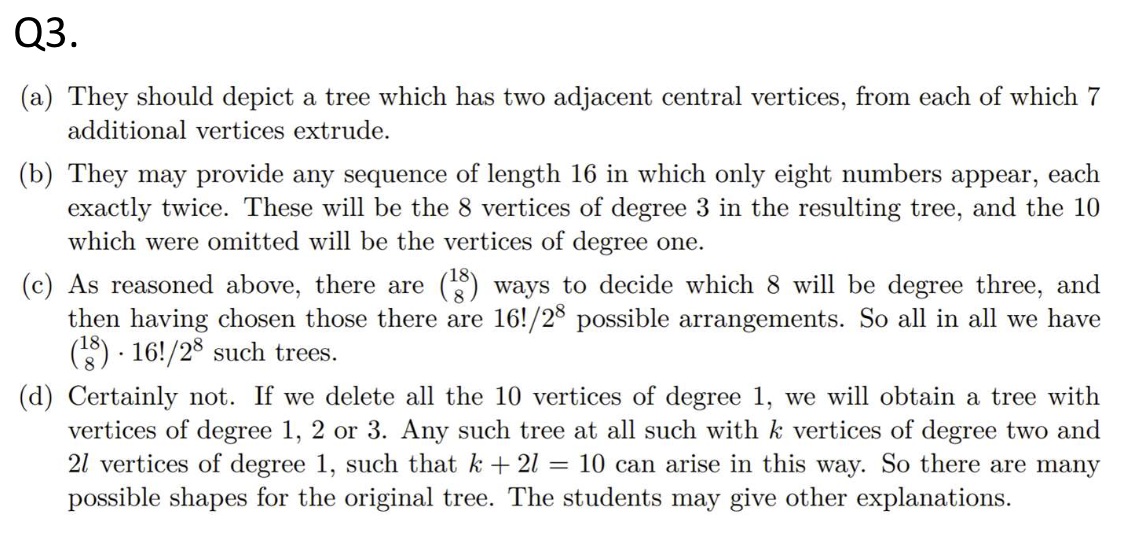 Q3.
(a) They should depict a tree which has two adjacent central vertices, from each of which 7
additional vertices extrude.
(b) They may provide any sequence of length 16 in which only eight numbers appear, each
exactly twice. These will be the 8 vertices of degree 3 in the resulting tree, and the 10
which were omitted will be the vertices of degree one.
(c) As reasoned above, there are $\binom{18}{8}$ ways to decide which 8 will be degree three, and
then having chosen those there are $16!/2^8$ possible arrangements. So all in all we have
$\binom{18}{8} \cdot 16!/2^8$ such trees.
(d) Certainly not. If we delete all the 10 vertices of degree 1, we will obtain a tree with
vertices of degree 1, 2 or 3. Any such tree at all such with $k$ vertices of degree two and
$2l$ vertices of degree 1, such that $k + 2l = 10$ can arise in this way. So there are many
possible shapes for the original tree. The students may give other explanations.